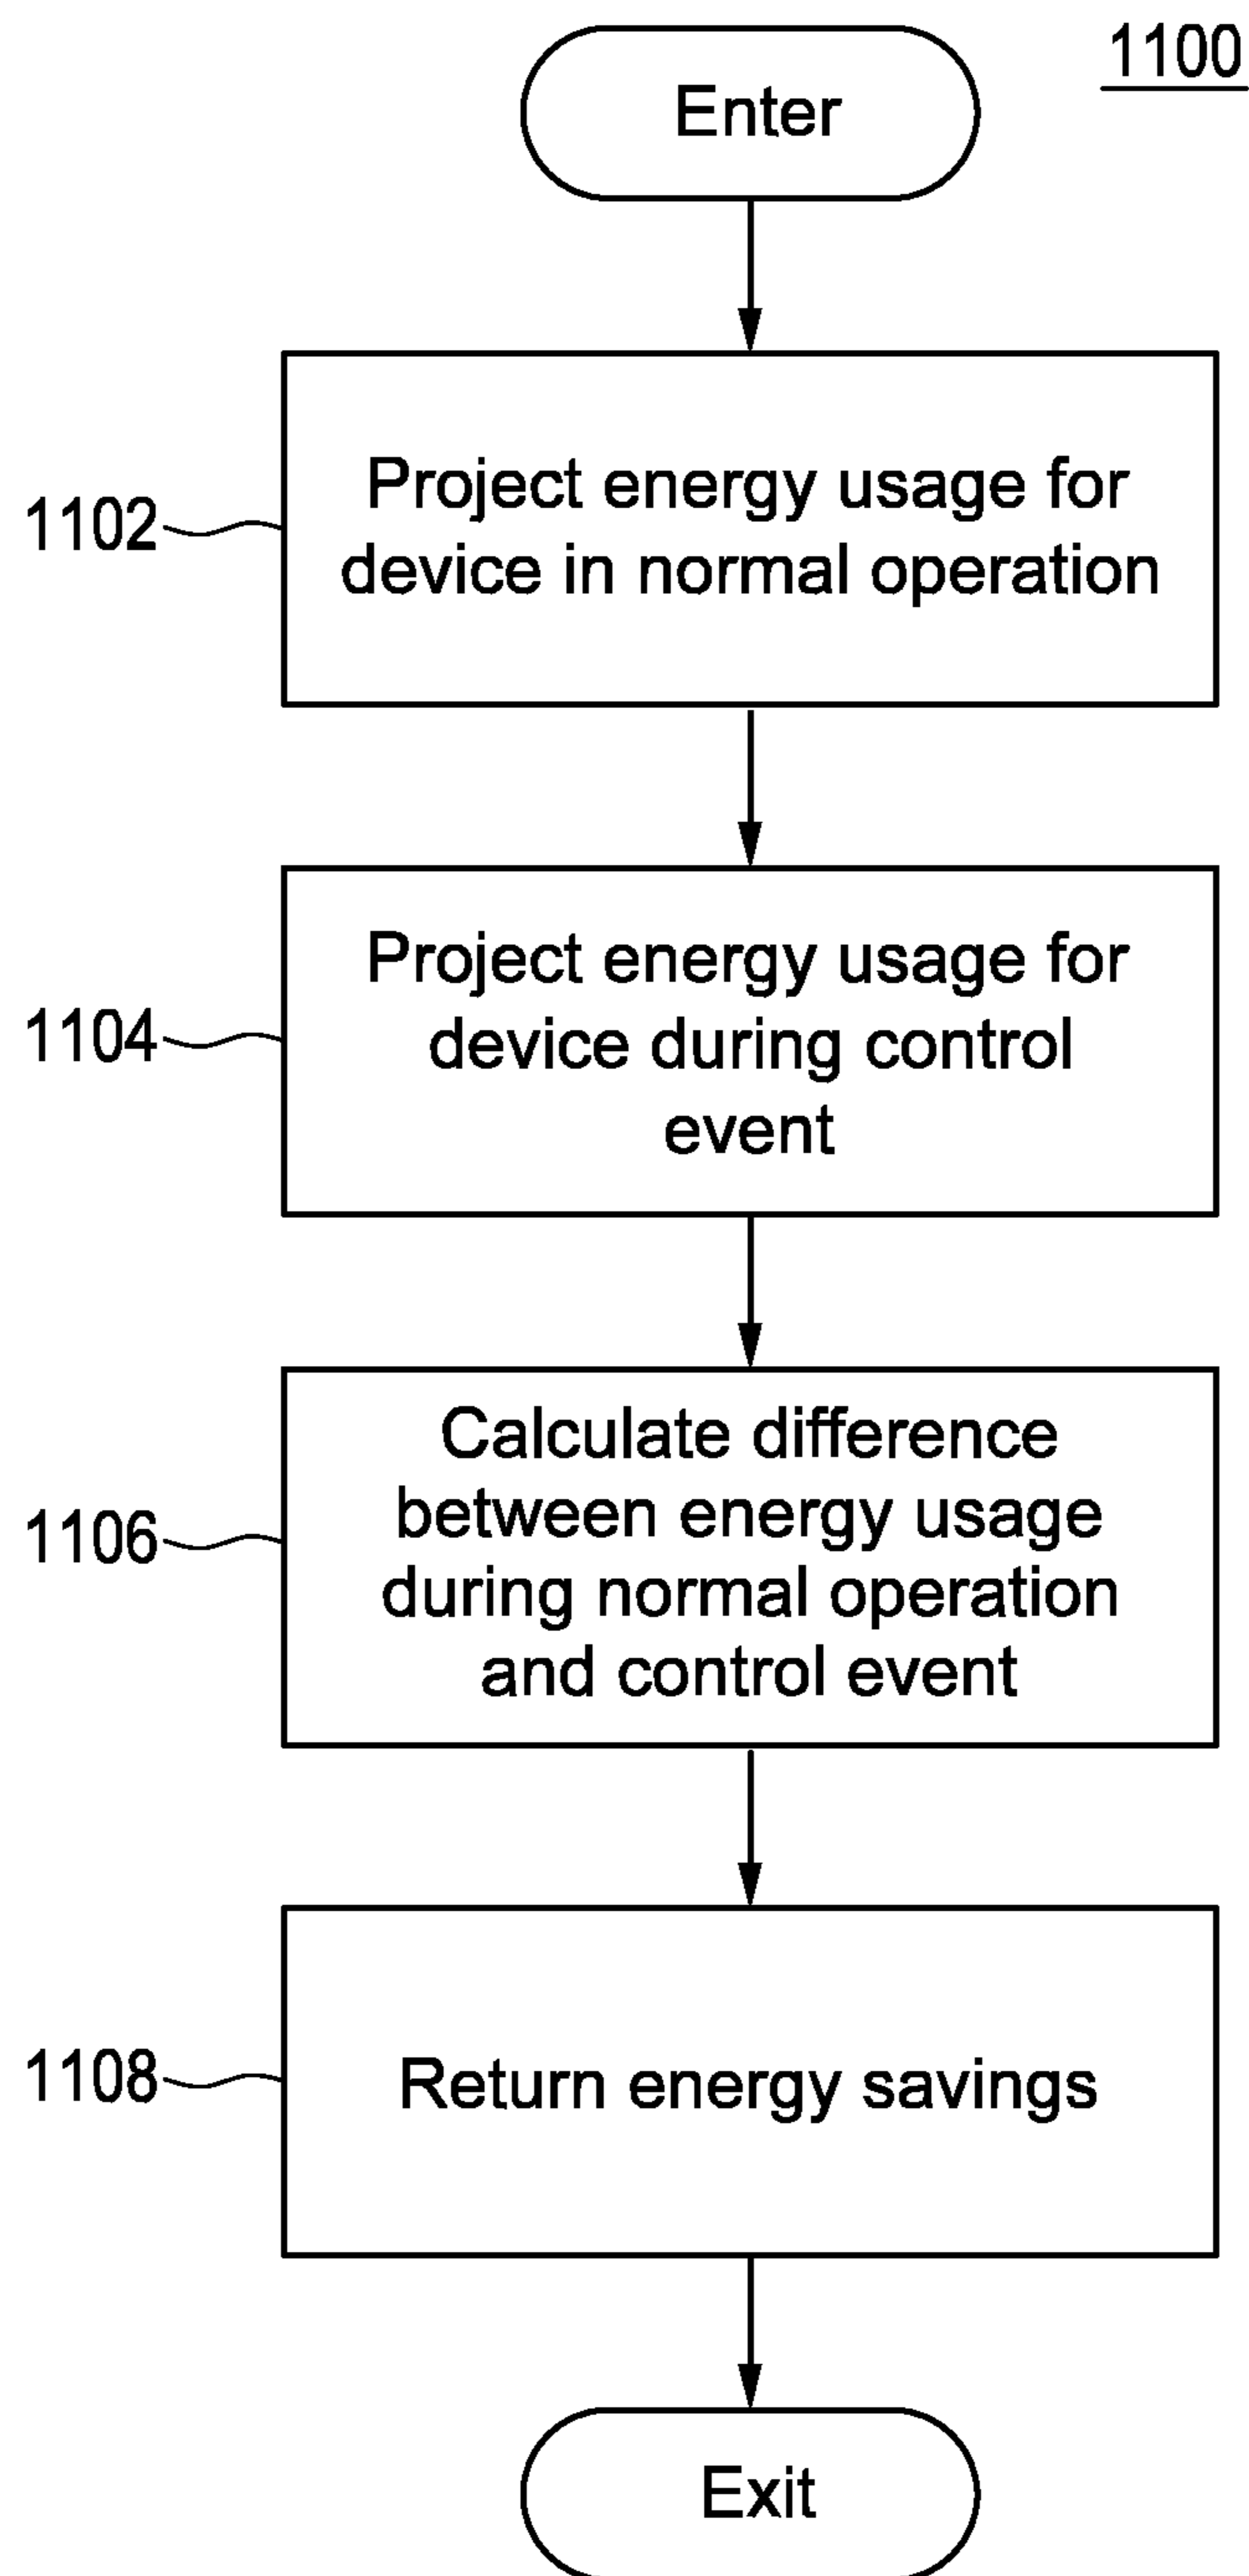 1100
Enter
1102
Project energy usage for
device in normal operation
1104
Project energy usage for
device during control
event
1106
Calculate difference
between energy usage
during normal operation
and control event
1108
Return energy savings
Exit